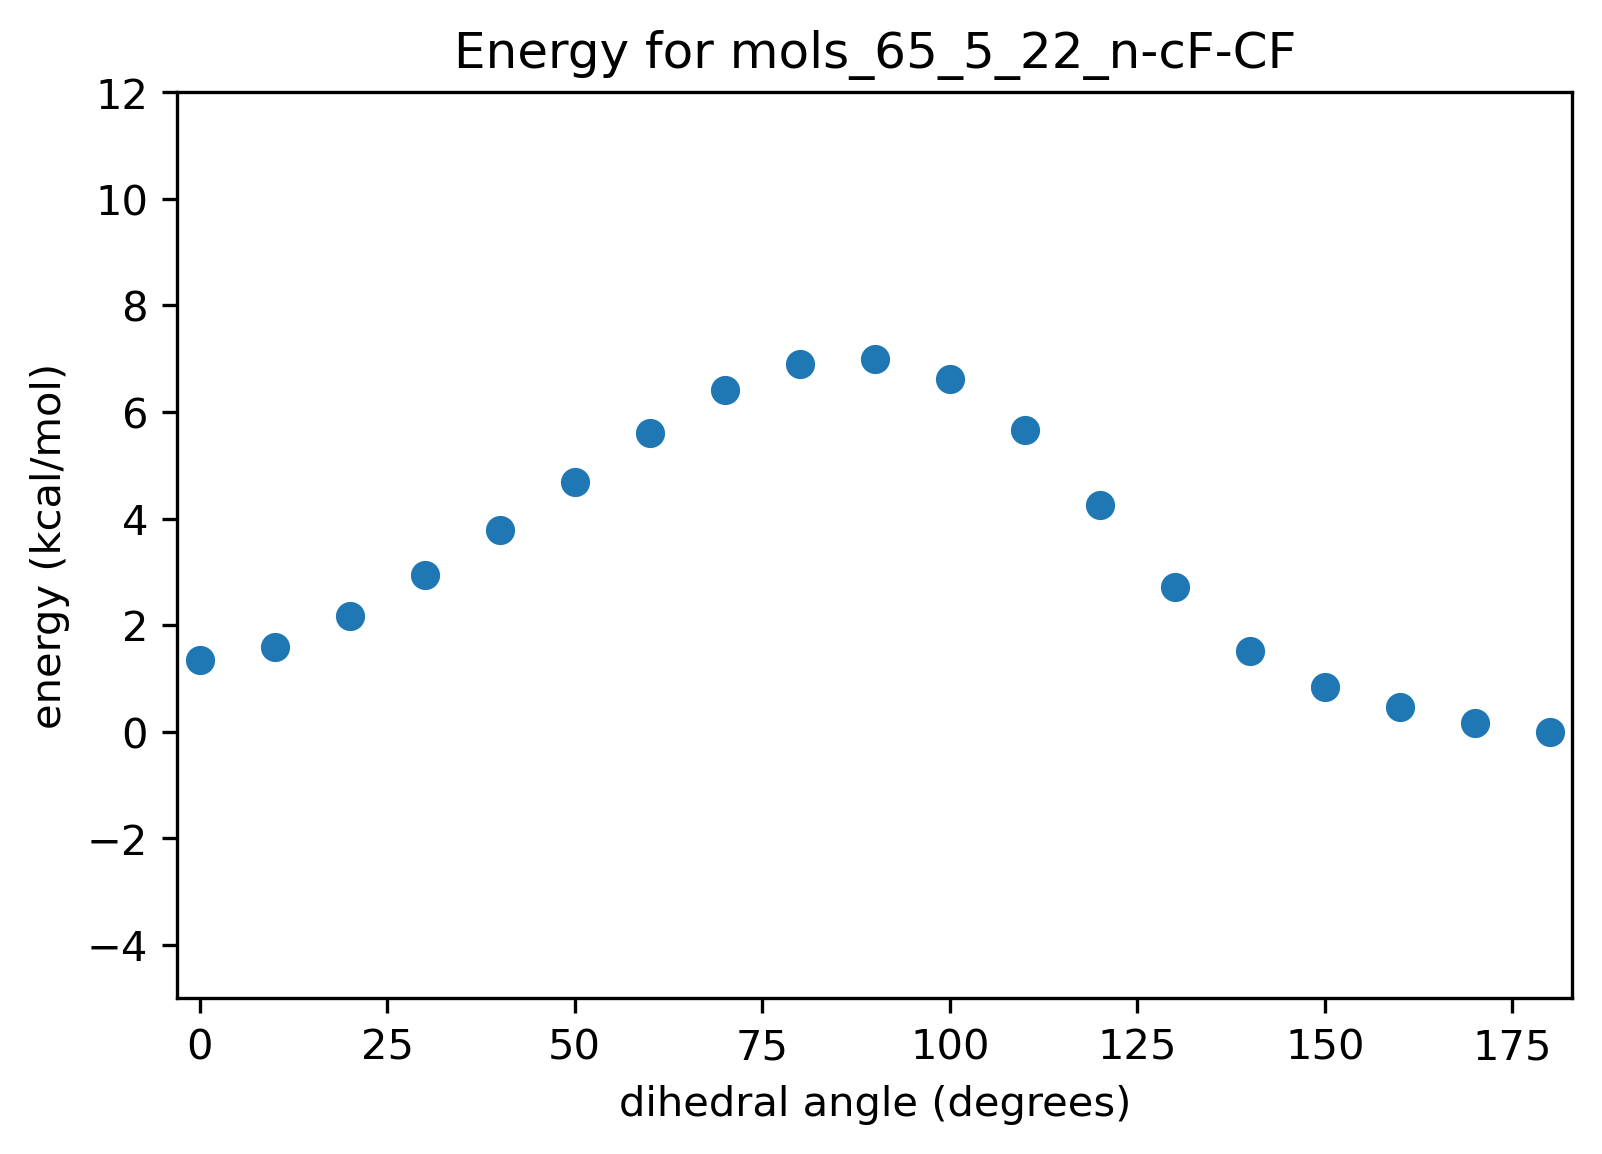 Energy for mols_65_5_22_n-cF-CF
12
10
8
6
4
2
0
−2
−4
energy (kcal/mol)
0 25 50 75 100 125 150 175
dihedral angle (degrees)